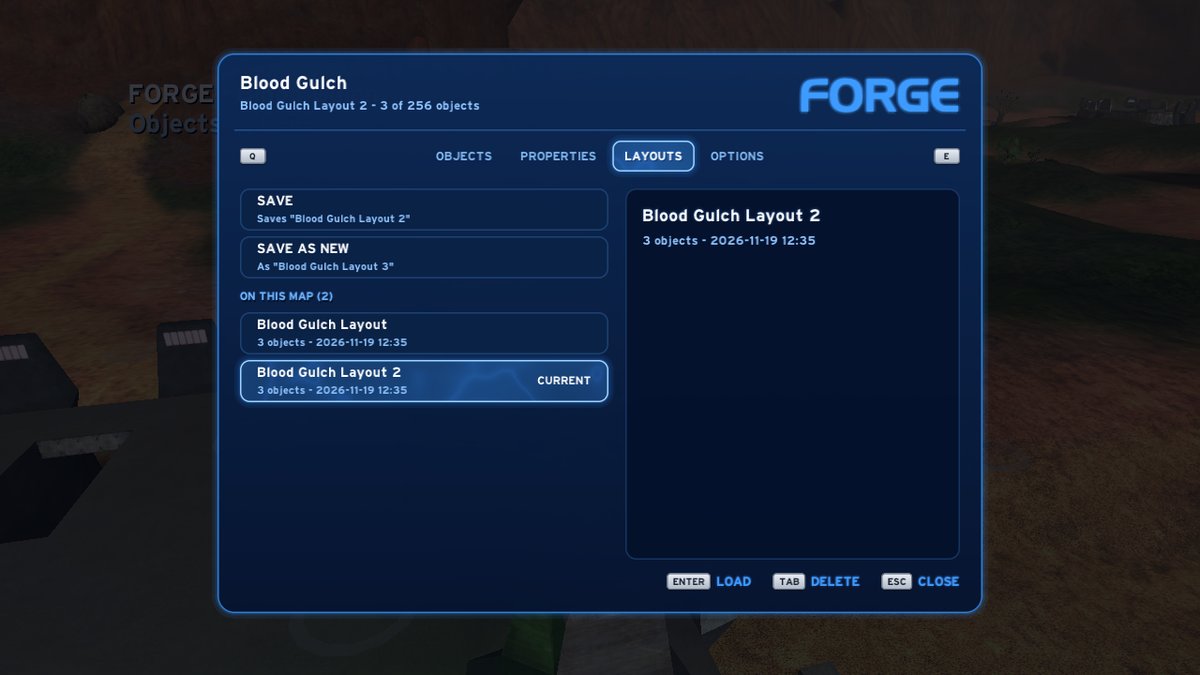 Blood Gulch
Blood Gulch Layout 2 - 3 of 256 objects
FORGE
FORGE
Objects
Q
OBJECTS
PROPERTIES
LAYOUTS
OPTIONS
E
SAVE
Saves "Blood Gulch Layout 2"
SAVE AS NEW
As "Blood Gulch Layout 3"
ON THIS MAP (2)
Blood Gulch Layout
3 objects - 2026-11-19 12:35
Blood Gulch Layout 2
3 objects - 2026-11-19 12:35
CURRENT
Blood Gulch Layout 2
3 objects - 2026-11-19 12:35
ENTER LOAD
TAB DELETE
ESC CLOSE